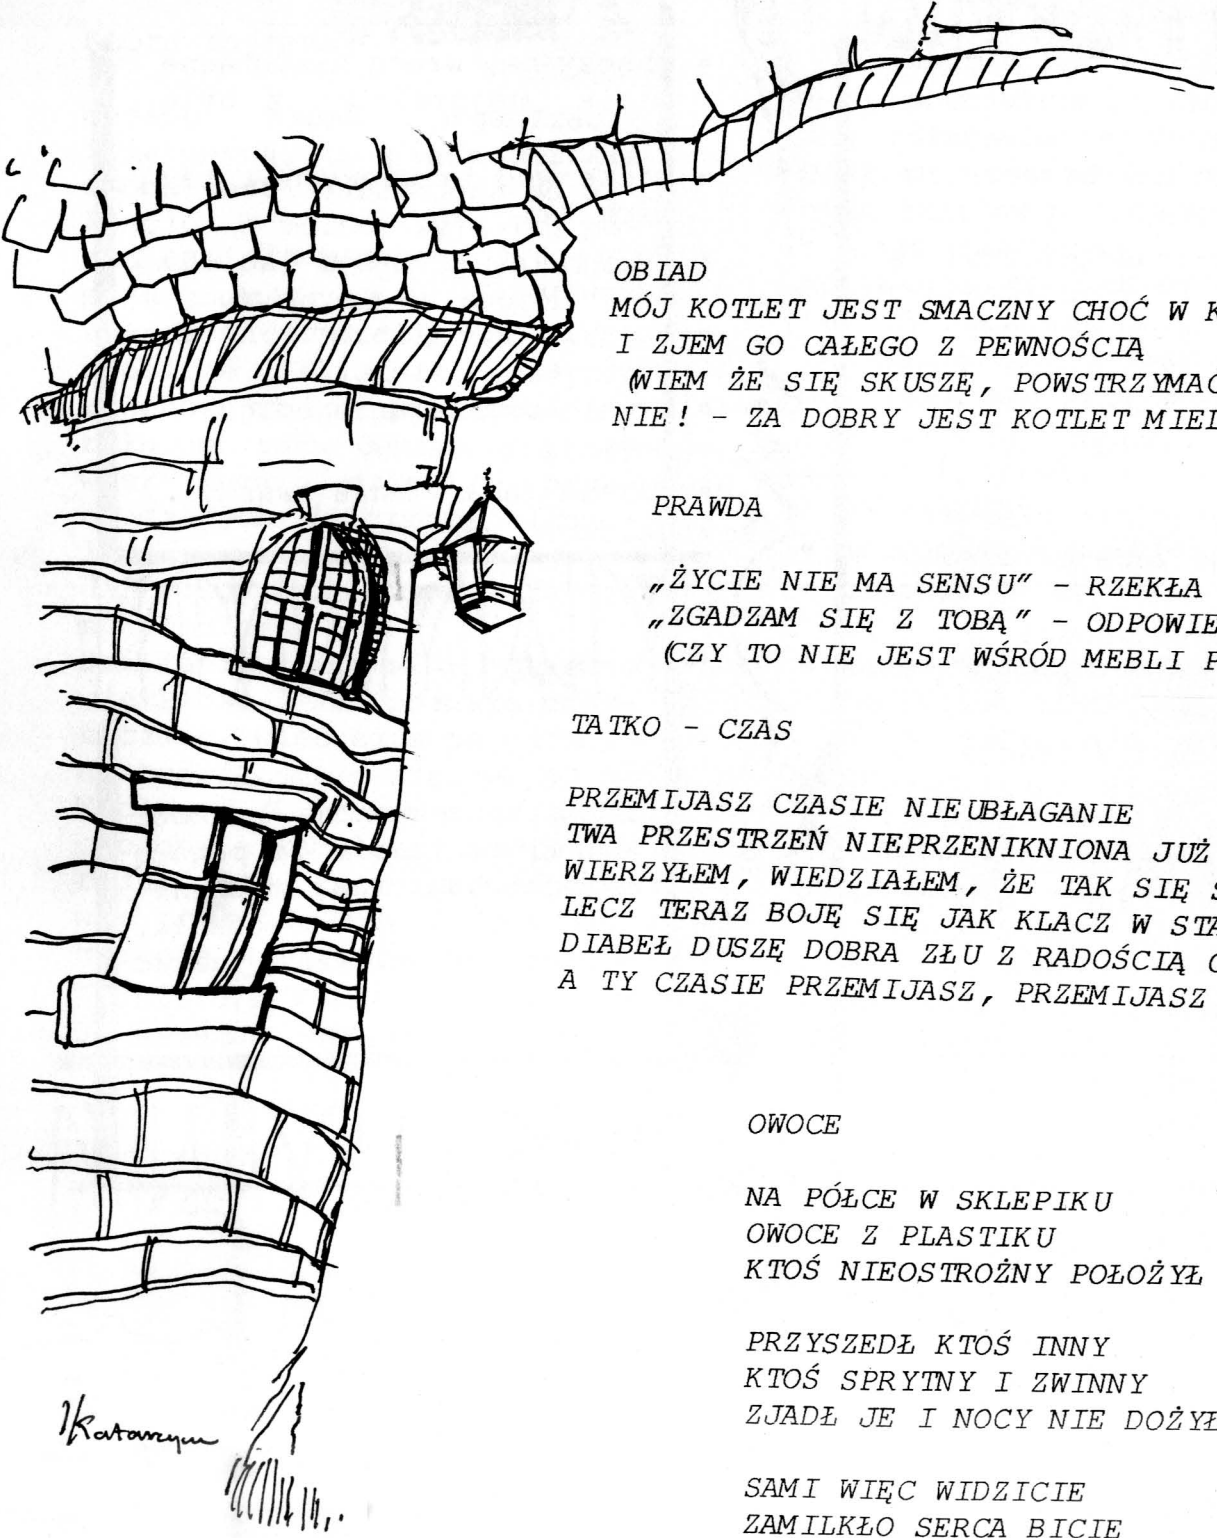 OBIAD
MÓJ KOTLET JEST SMACZNY CHOĆ W K
I ZJEM GO CAŁEGO Z PEWNOŚCIĄ
(WIEM ŻE SIĘ SKUSZĘ, POWSTRZYMAĆ
NIE! - ZA DOBRY JEST KOTLET MIEL
PRAWDA
„ŻYCIE NIE MA SENSU" - RZEKŁA
„ZGADZAM SIĘ Z TOBĄ" - ODPOWIE
(CZY TO NIE JEST WŚRÓD MEBLI P
TATKO - CZAS
PRZEMIJASZ CZASIE NIEUBŁAGANIE
TWA PRZESTRZEŃ NIEPRZENIKNIONA JUŻ
WIERZYŁEM, WIEDZIAŁEM, ŻE TAK SIĘ S
LECZ TERAZ BOJĘ SIĘ JAK KLACZ W STA
DIABEŁ DUSZĘ DOBRA ZŁU Z RADOŚCIĄ O
A TY CZASIE PRZEMIJASZ, PRZEMIJASZ
OWOCE
NA PÓŁCE W SKLEPIKU
OWOCE Z PLASTIKU
KTOŚ NIEOSTROŻNY POŁOŻYŁ
PRZYSZEDŁ KTOŚ INNY
KTOŚ SPRYTNY I ZWINNY
ZJADŁ JE I NOCY NIE DOŻYŁ
SAMI WIĘC WIDZICIE
ZAMILKŁO SERCA BICIE